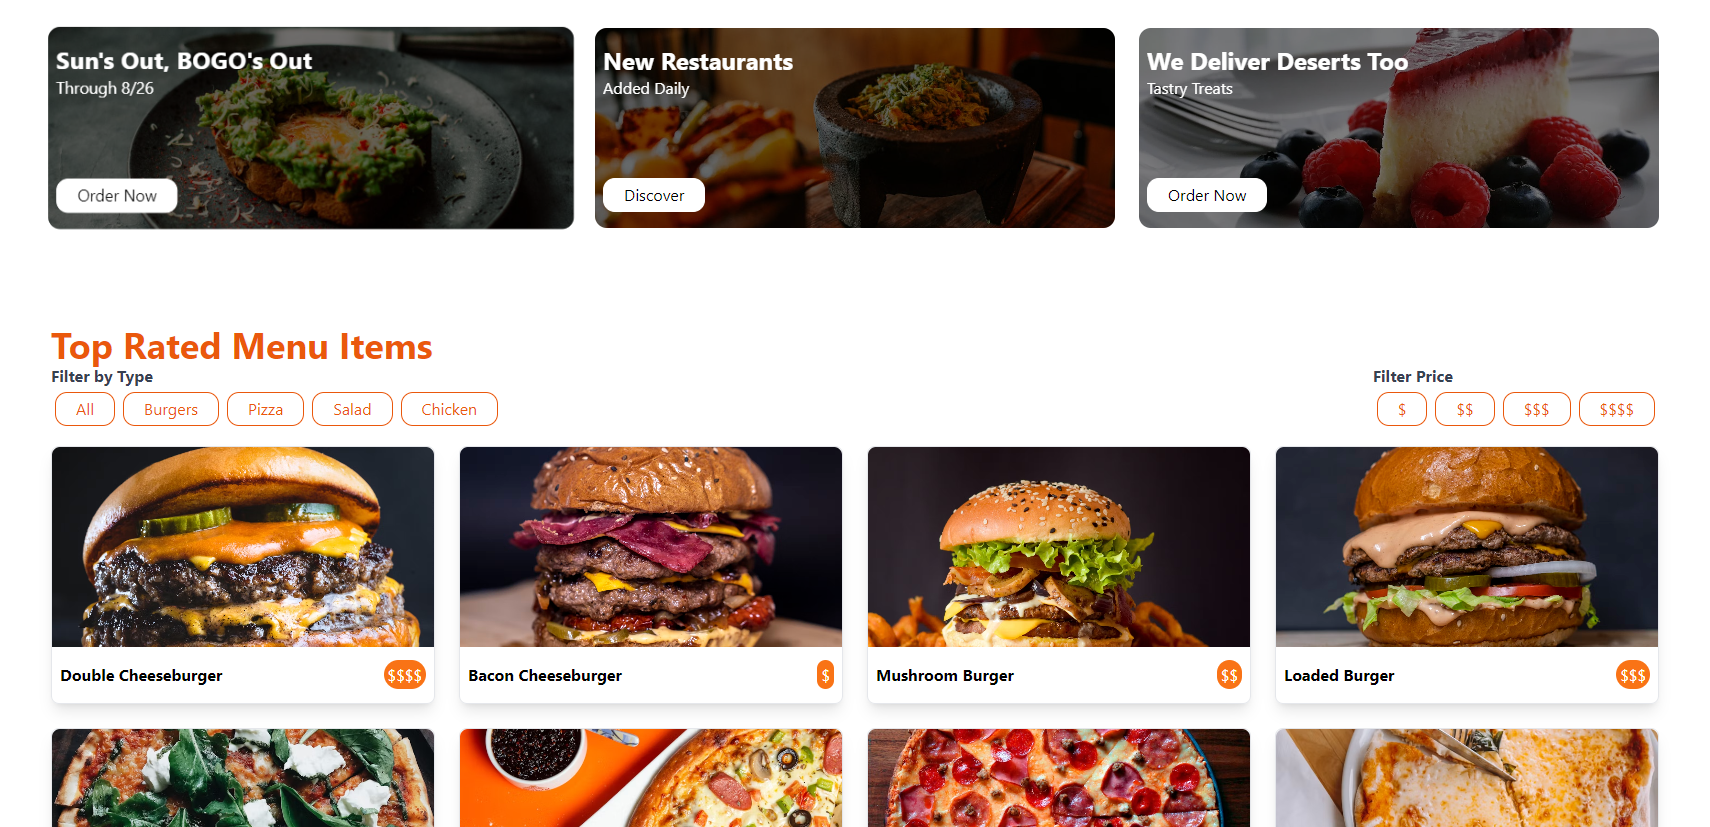 Sun's Out, BOGO's Out
Through 8/26
Order Now
New Restaurants
Added Daily
Discover
We Deliver Deserts Too
Tastry Treats
Order Now
Top Rated Menu Items
Filter by Type
All Burgers Pizza Salad Chicken
Filter Price
$ $$ $$$ $$$$
Double Cheeseburger $$$$
Bacon Cheeseburger $
Mushroom Burger $$
Loaded Burger $$$